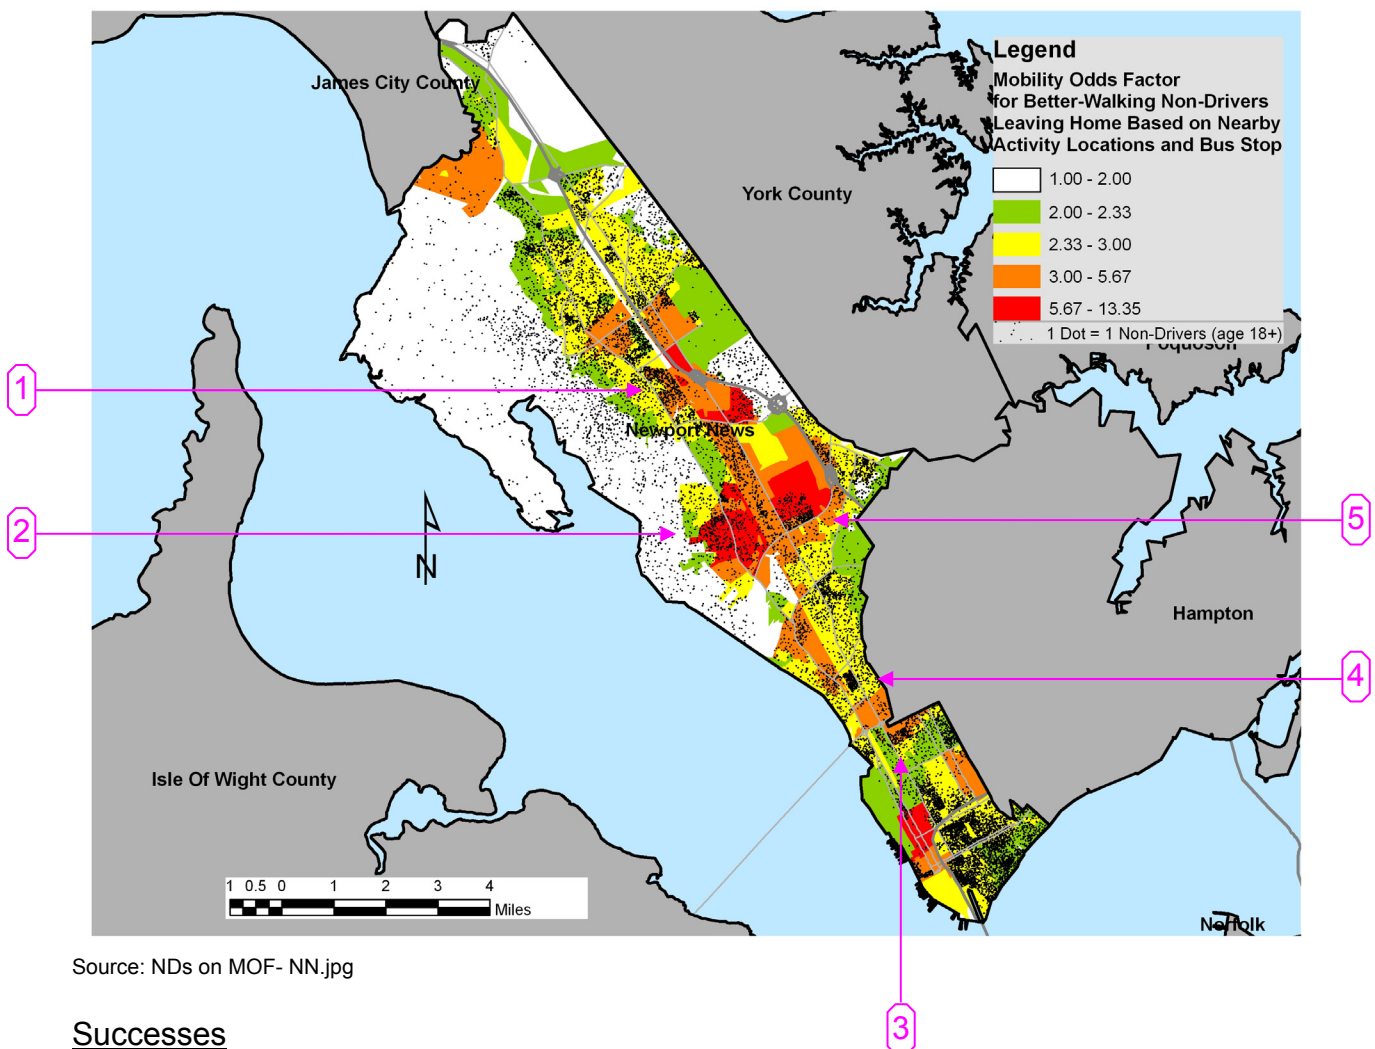 Legend
Mobility Odds Factor
for Better-Walking Non-Drivers
Leaving Home Based on Nearby
Activity Locations and Bus Stop
1.00 - 2.00
2.00 - 2.33
2.33 - 3.00
3.00 - 5.67
5.67 - 13.35
1 Dot = 1 Non-Drivers (age 18+)
James City County
York County
Poquoson
1
Newport News
2
5
N
Hampton
4
Isle Of Wight County
1 0.5 0 1 2 3 4
Miles
Norfolk
Source: NDs on MOF- NN.jpg
3
Successes